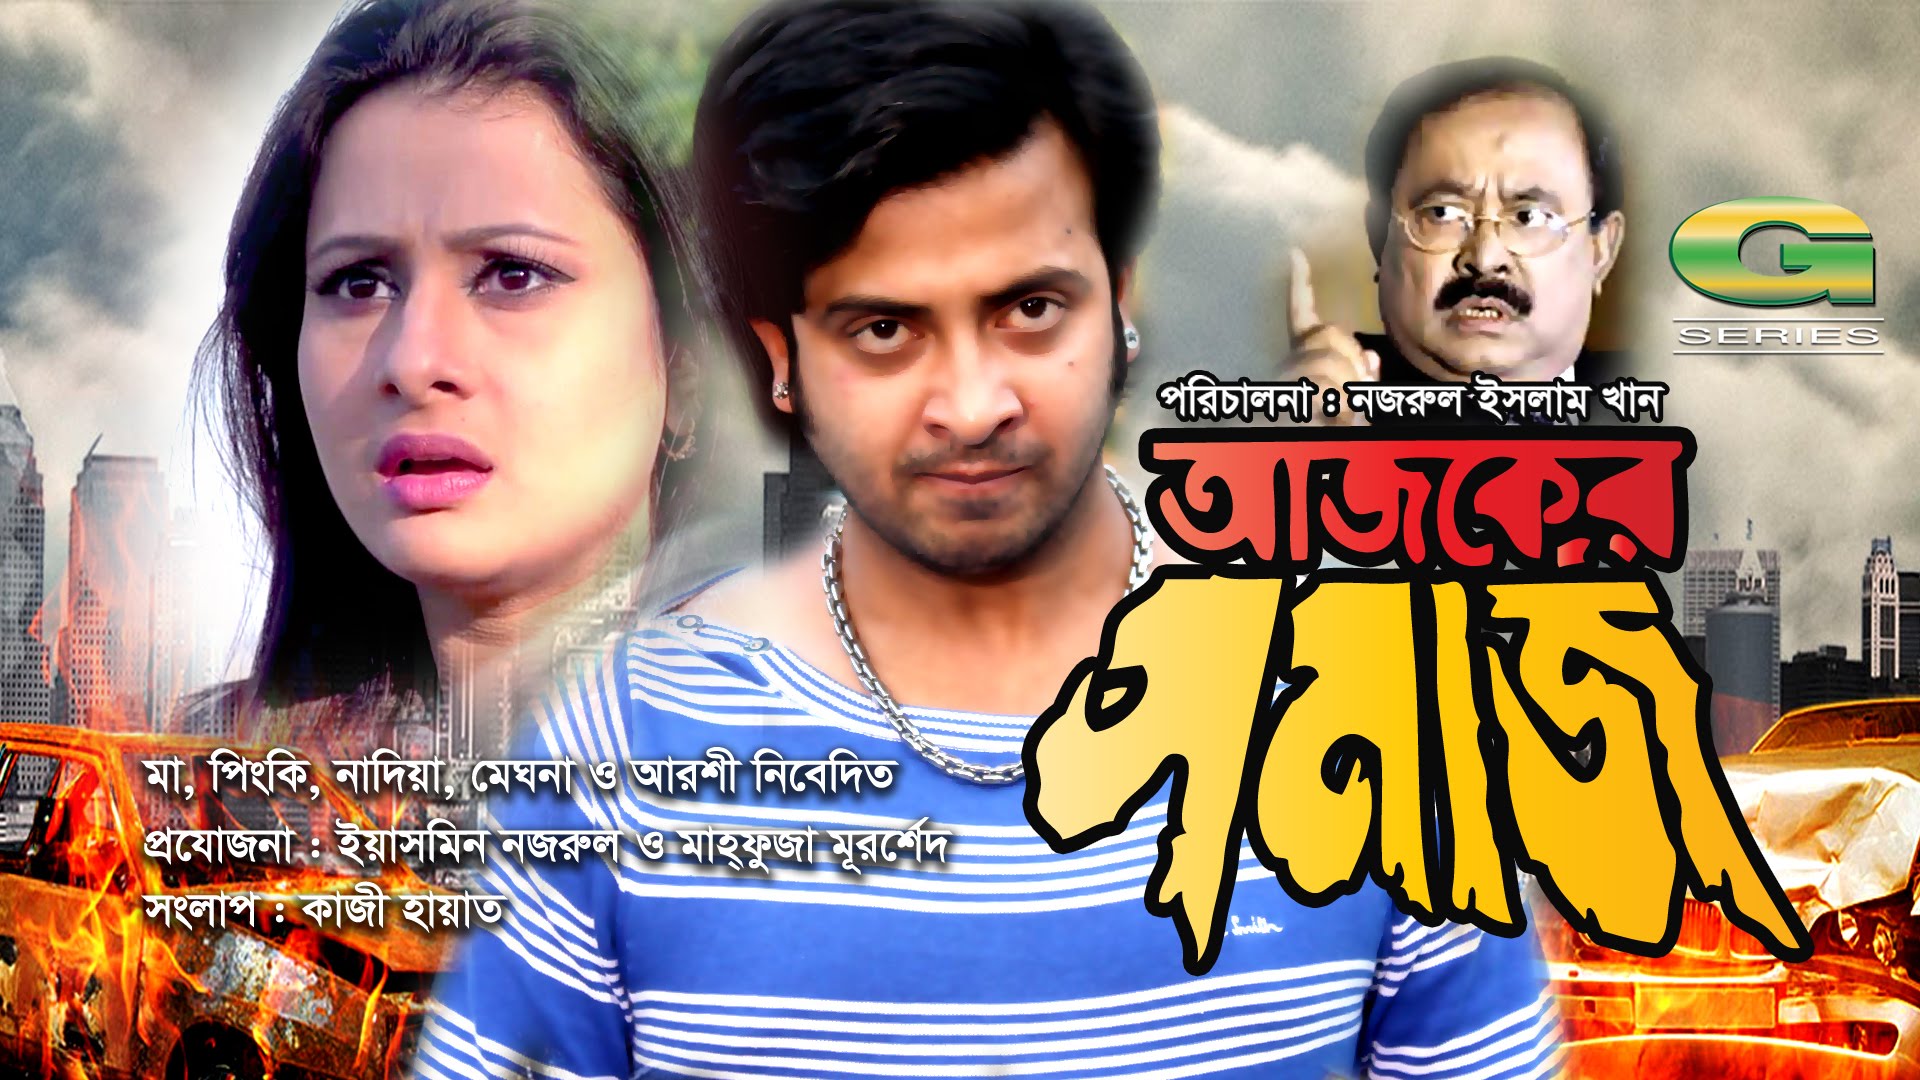 G
SERIES
পরিচালনা : নজরুল ইসলাম খান
আজকের
সমাজ
মা, পিংকি, নাদিয়া, মেঘনা ও আরশী নিবেদিত
প্রযোজনা : ইয়াসমিন নজরুল ও মাহ্ফুজা মূরর্শেদ
সংলাপ : কাজী হায়াত